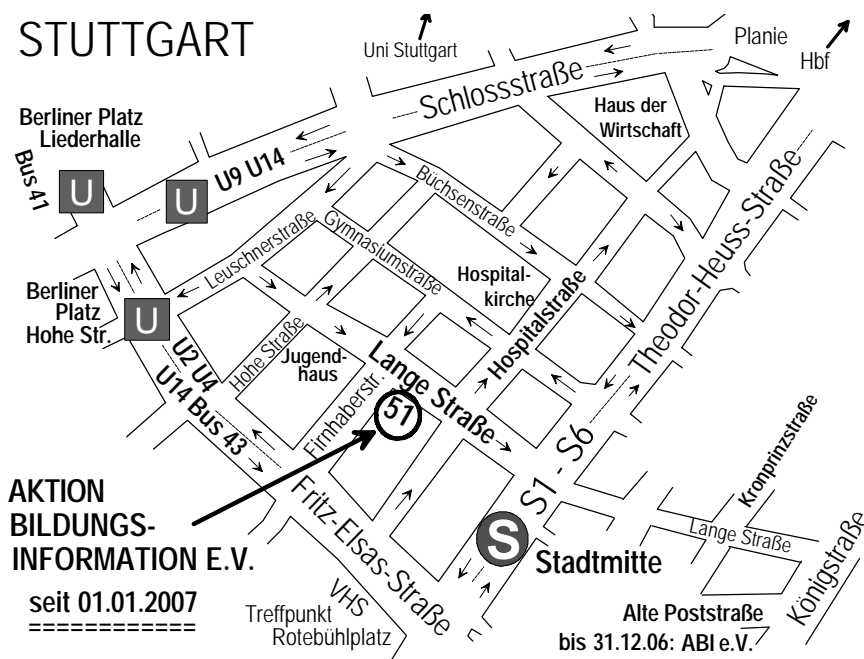 STUTTGART
Uni Stuttgart
Planie
Hbf
Schlossstraße
Haus der
Wirtschaft
Berliner Platz
Liederhalle
Bus 41
U
U
U9 U14
Büchsenstraße
Gymnasiumstraße
Leuschnerstraße
Hospital-
kirche
Hospitalstraße
Theodor-Heuss-Straße
Berliner
Platz
Hohe Str.
U
U2 U4
U14 Bus 43
Hohe Straße
Jugend-
haus
Lange Straße
Firnhaberstr.
51
S1 - S6
Kronprinzstraße
AKTION
BILDUNGS-
INFORMATION E.V.
seit 01.01.2007
============
Fritz-Elsas-Straße
S
Stadtmitte
Lange Straße
Königstraße
VHS
Treffpunkt
Rotebühlplatz
Alte Poststraße
bis 31.12.06: ABI e.V.